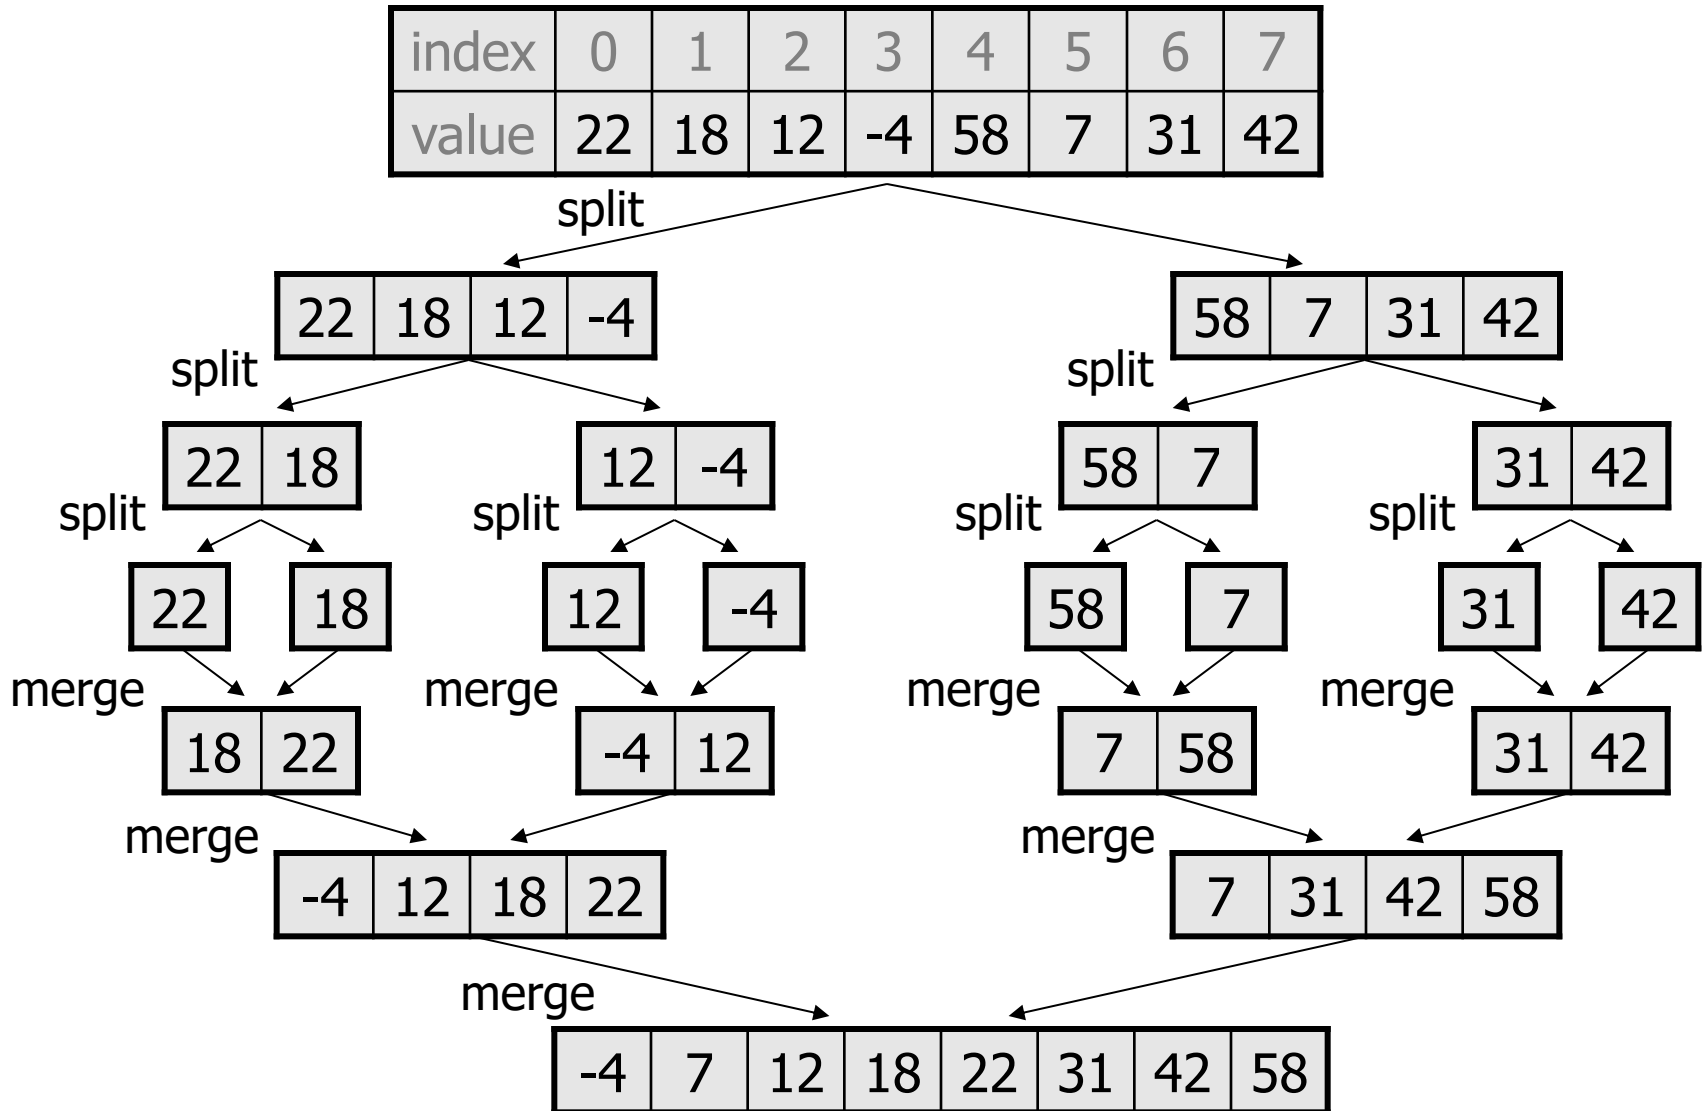 index 0 1 2 3 4 5 6 7
value 22 18 12 -4 58 7 31 42
split
22 18 12 -4 58 7 31 42
split split
22 18 12 -4 58 7 31 42
split split split split
22 18 12 -4 58 7 31 42
merge merge merge merge
18 22 -4 12 7 58 31 42
merge merge
-4 12 18 22 7 31 42 58
merge
-4 7 12 18 22 31 42 58